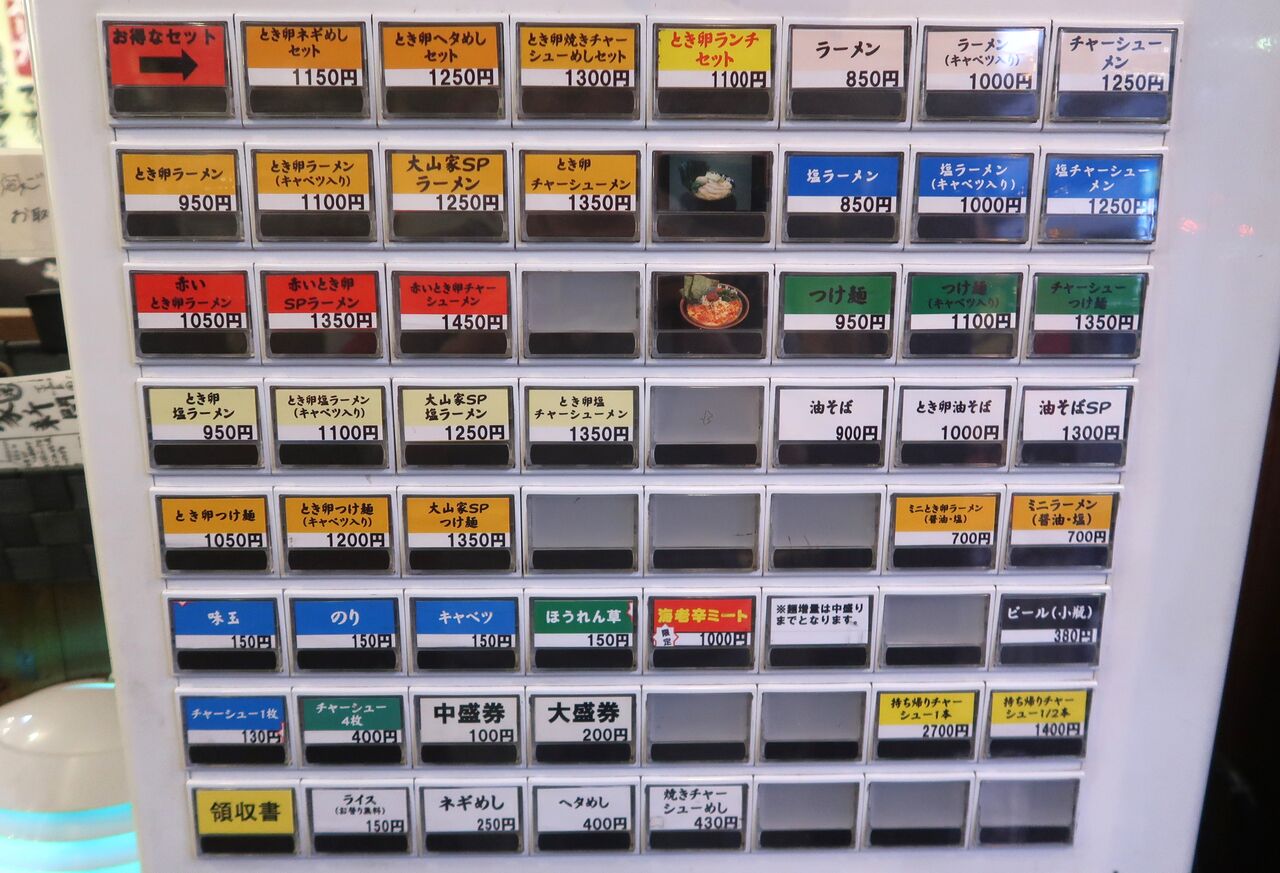 お得なセット
とき卵ネギめし
セット
1150円
とき卵ヘタめし
セット
1250円
とき卵焼きチャー
シューめしセット
1300円
とき卵ランチ
セット
1100円
ラーメン
850円
ラーメン
(キャベツ入り)
1000円
チャーシュー
メン
1250円
とき卵ラーメン
950円
とき卵ラーメン
(キャベツ入り)
1100円
大山家SP
ラーメン
1250円
とき卵
チャーシューメン
1350円
塩ラーメン
850円
塩ラーメン
(キャベツ入り)
1000円
塩チャーシュー
メン
1250円
赤い
とき卵ラーメン
1050円
赤いとき卵
SPラーメン
1350円
赤いとき卵チャー
シューメン
1450円
つけ麺
950円
つけ麺
(キャベツ入り)
1100円
チャーシュー
つけ麺
1350円
とき卵
塩ラーメン
950円
とき卵塩ラーメン
(キャベツ入り)
1100円
大山家SP
塩ラーメン
1250円
とき卵塩
チャーシューメン
1350円
油そば
900円
とき卵油そば
1000円
油そばSP
1300円
とき卵つけ麺
1050円
とき卵つけ麺
(キャベツ入り)
1200円
大山家SP
つけ麺
1350円
ミニとき卵ラーメン
(醤油・塩)
700円
ミニラーメン
(醤油・塩)
700円
味玉
150円
のり
150円
キャベツ
150円
ほうれん草
150円
海老辛ミート
限定
1000円
※麺増量は中盛り
までとなります。
ビール(小瓶)
380円
チャーシュー1枚
130円
チャーシュー
4枚
400円
中盛券
100円
大盛券
200円
持ち帰りチャー
シュー1本
2700円
持ち帰りチャー
シュー1/2本
1400円
領収書
ライス
(お替り無料)
150円
ネギめし
250円
ヘタめし
400円
焼きチャー
シューめし
430円